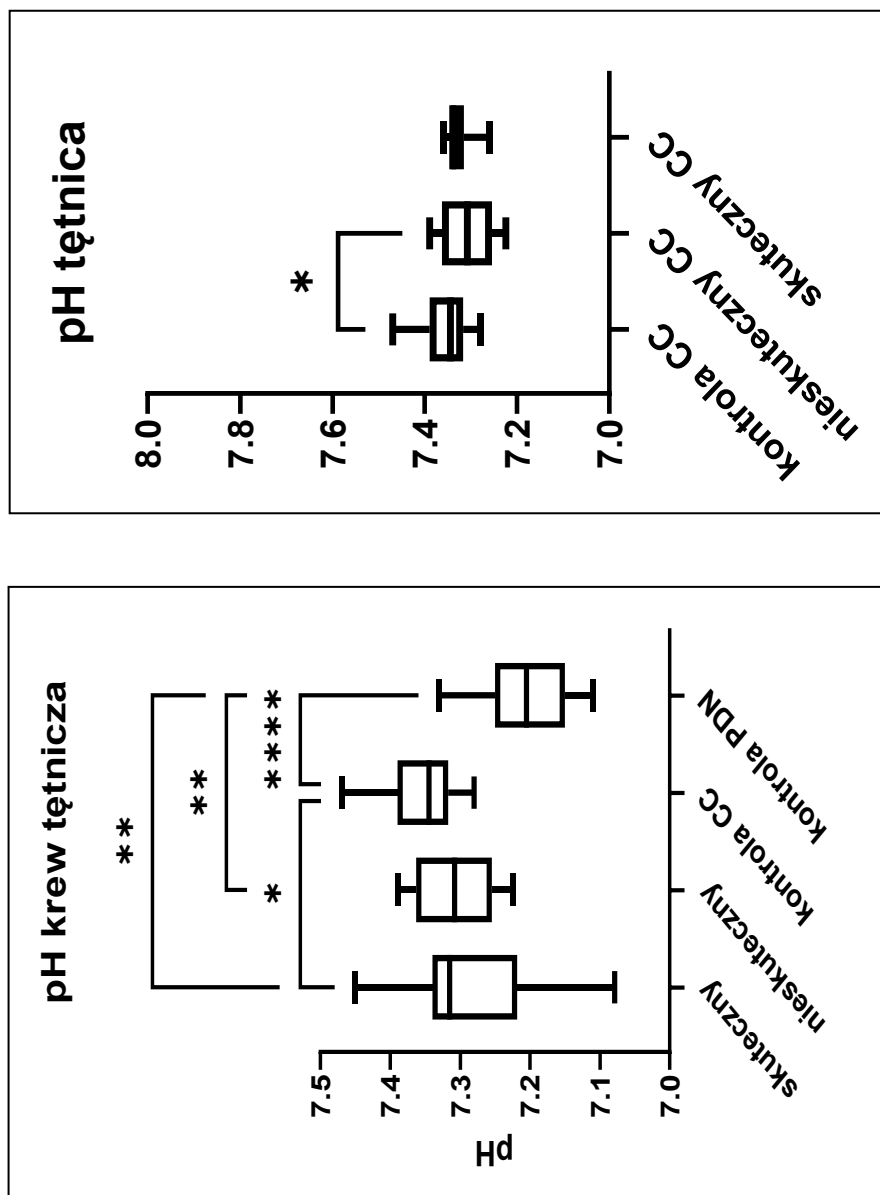 pH krew tętnicza
**
**
*
****
pH
7.5
7.4
7.3
7.2
7.1
7.0
skuteczny
nieskuteczny
kontrola CC
kontrola PDN
pH tętnica
*
8.0
7.8
7.6
7.4
7.2
7.0
kontrola CC
nieskuteczny CC
skuteczny CC